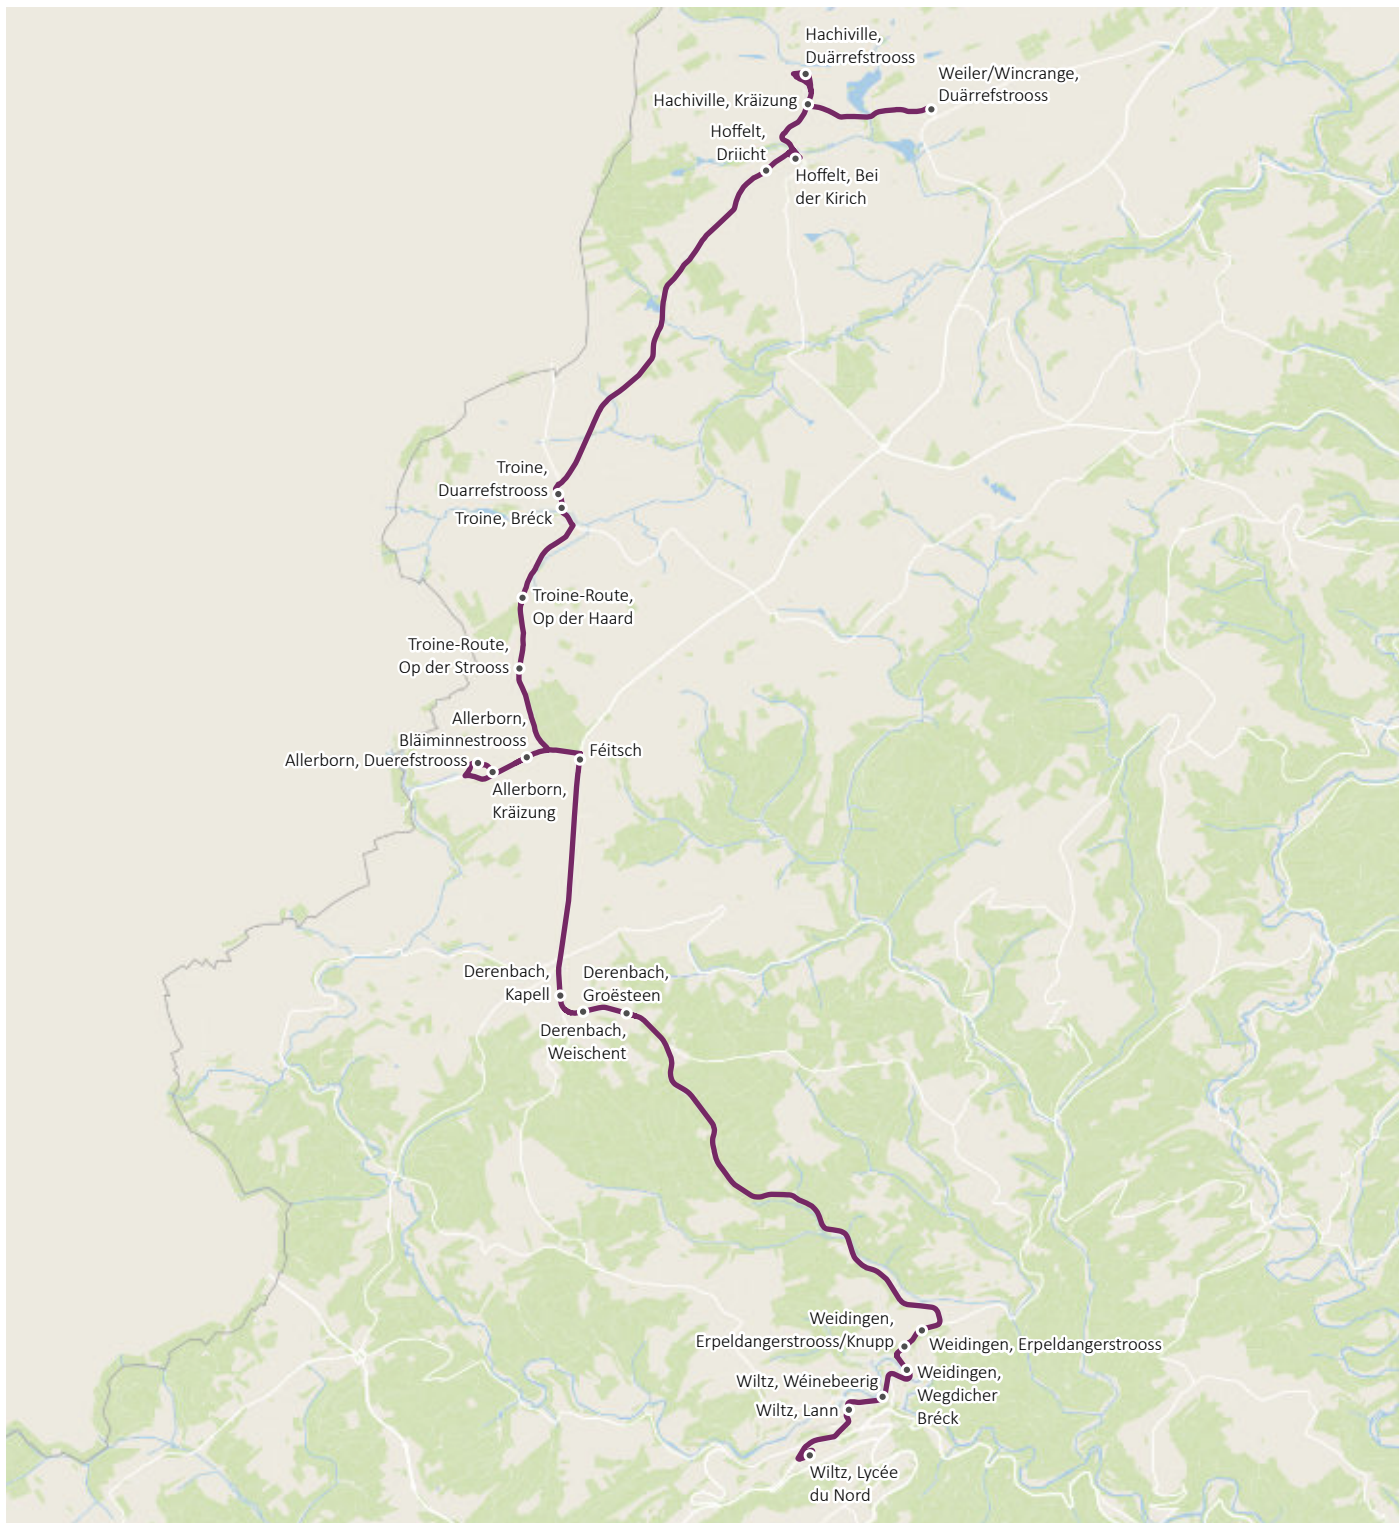 Hachiville,
Duärrefstrooss
Weiler/Wincrange,
Duärrefstrooss
Hachiville, Kräizung
Hoffelt,
Driicht
Hoffelt, Bei
der Kirich
Troine,
Duarrefstrooss
Troine, Bréck
Troine-Route,
Op der Haard
Troine-Route,
Op der Strooss
Allerborn,
Bläiminnestrooss
Féitsch
Allerborn, Duerefstrooss
Allerborn,
Kräizung
Derenbach,
Kapell
Derenbach,
Groësteen
Derenbach,
Weischent
Weidingen,
Erpeldangerstrooss/Knupp
Weidingen, Erpeldangerstrooss
Weidingen,
Wegdicher
Bréck
Wiltz, Wéinebeerig
Wiltz, Lann
Wiltz, Lycée
du Nord